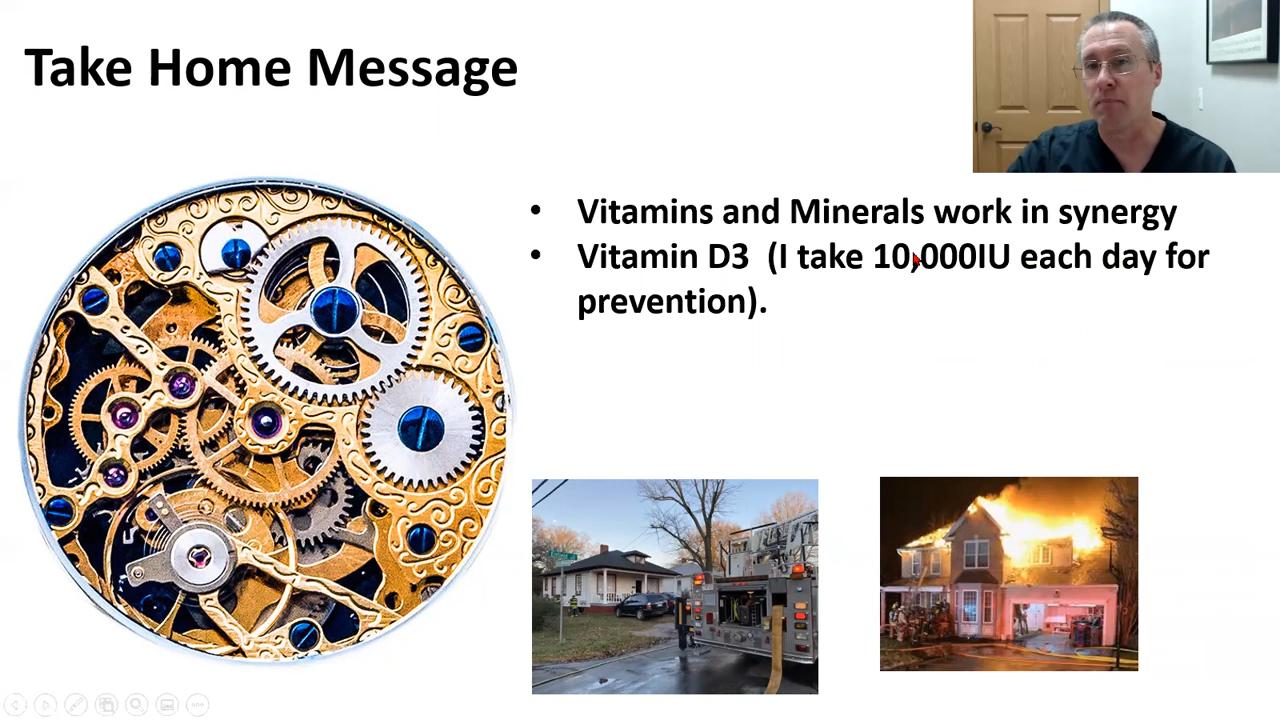 Take Home Message
• Vitamins and Minerals work in synergy
• Vitamin D3 (I take 10,000IU each day for
prevention).